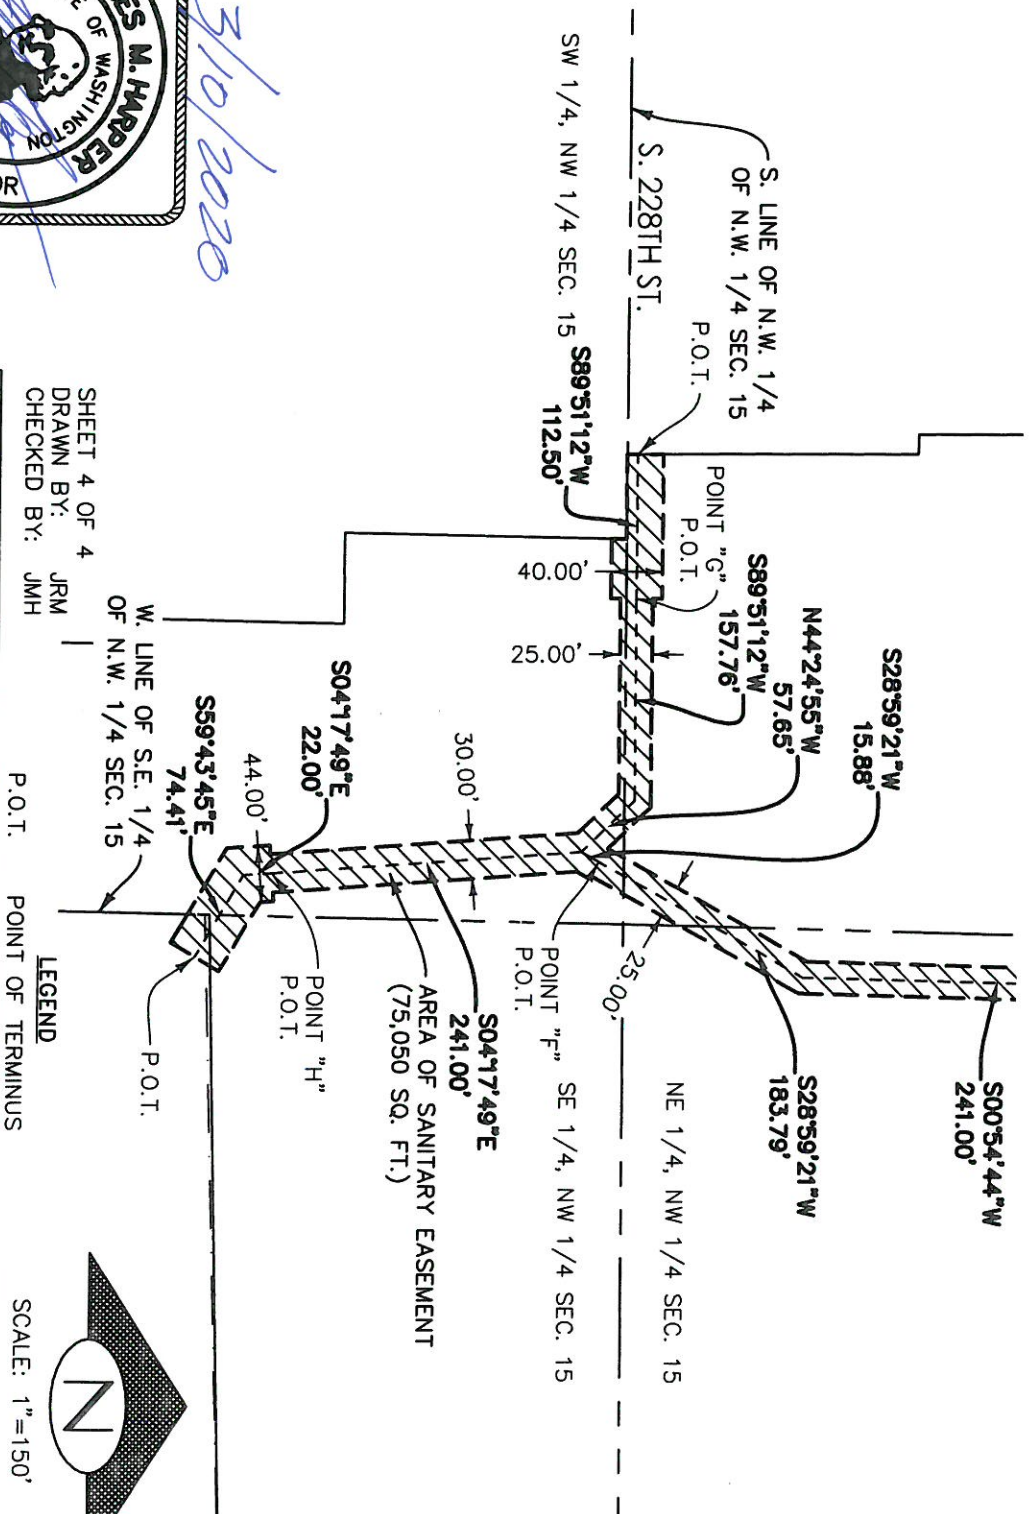 3/10/2020
ES M. HARPER
E OF WASHINGTON
OR
S. LINE OF N.W. 1/4
OF N.W. 1/4 SEC. 15
S. 228TH ST.
SW 1/4, NW 1/4 SEC. 15
P.O.T.
S89°51'12"W
112.50'
POINT "G"
P.O.T.
40.00'
25.00'
S89°51'12"W
157.76'
N44°24'55"W
57.65'
S28°59'21"W
15.88'
S00°54'44"W
241.00'
S28°59'21"W
183.79'
25.00'
NE 1/4, NW 1/4 SEC. 15
SE 1/4, NW 1/4 SEC. 15
POINT "F"
P.O.T.
30.00'
S04°17'49"E
241.00'
AREA OF SANITARY EASEMENT
(75,050 SQ. FT.)
S04°17'49"E
22.00'
44.00'
POINT "H"
P.O.T.
S59°43'45"E
74.41'
P.O.T.
W. LINE OF S.E. 1/4
OF N.W. 1/4 SEC. 15
SHEET 4 OF 4
DRAWN BY: JRM
CHECKED BY: JMH
LEGEND
P.O.T. POINT OF TERMINUS
N
SCALE: 1"=150'